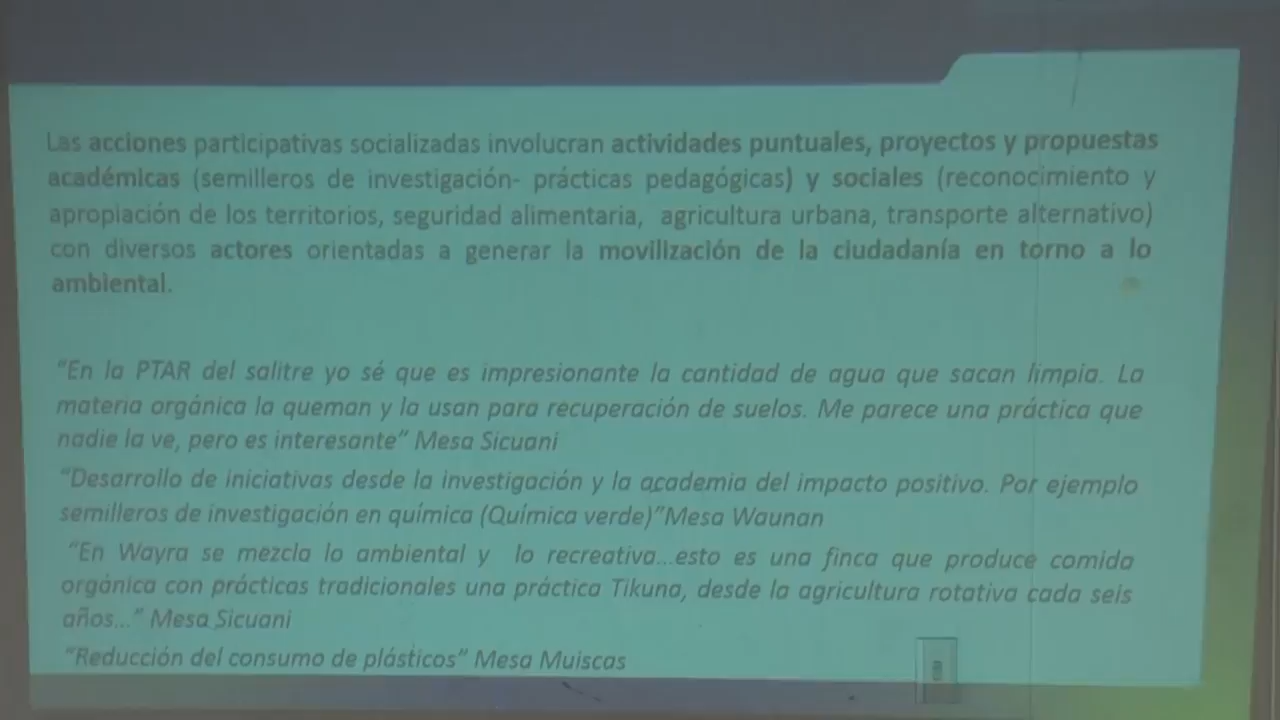 Las acciones participativas socializadas involucran actividades puntuales, proyectos y propuestas
académicas (semilleros de investigación- prácticas pedagógicas) y sociales (reconocimiento y
apropiación de los territorios, seguridad alimentaria, agricultura urbana, transporte alternativo)
con diversos actores orientadas a generar la movilización de la ciudadanía en torno a lo
ambiental.
“En la PTAR del salitre yo sé que es impresionante la cantidad de agua que sacan limpia. La
materia orgánica la queman y la usan para recuperación de suelos. Me parece una práctica que
nadie la ve, pero es interesante” Mesa Sicuani
“Desarrollo de iniciativas desde la investigación y la academia del impacto positivo. Por ejemplo
semilleros de investigación en química (Química verde)”Mesa Waunan
“En Wayra se mezcla lo ambiental y lo recreativa...esto es una finca que produce comida
orgánica con prácticas tradicionales una práctica Tikuna, desde la agricultura rotativa cada seis
años...” Mesa Sicuani
“Reducción del consumo de plásticos” Mesa Muiscas